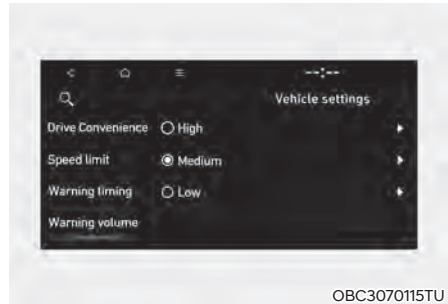 --:--
Vehicle settings
Drive Convenience
High
Speed limit
Medium
Warning timing
Low
Warning volume
OBC3070115TU